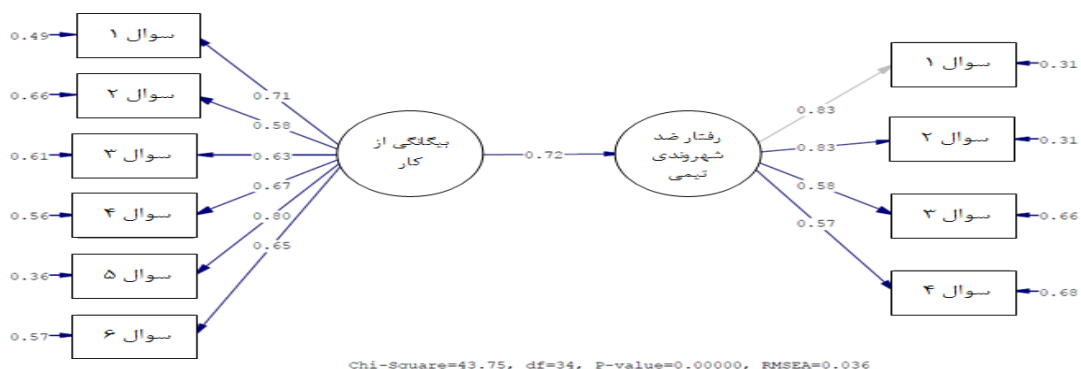 0.49
سوال ۱
0.66
سوال ۲
0.61
سوال ۳
0.56
سوال ۴
0.36
سوال ۵
0.57
سوال ۶
0.71
0.58
0.63
0.67
0.80
0.65
بیگانگی از
کار
0.72
رفتار ضد
شهروندی
تیمی
0.83
0.83
0.58
0.57
سوال ۱
0.31
سوال ۲
0.31
سوال ۳
0.66
سوال ۴
0.68
Chi-Square=43.75, df=34, P-value=0.00000, RMSEA=0.036